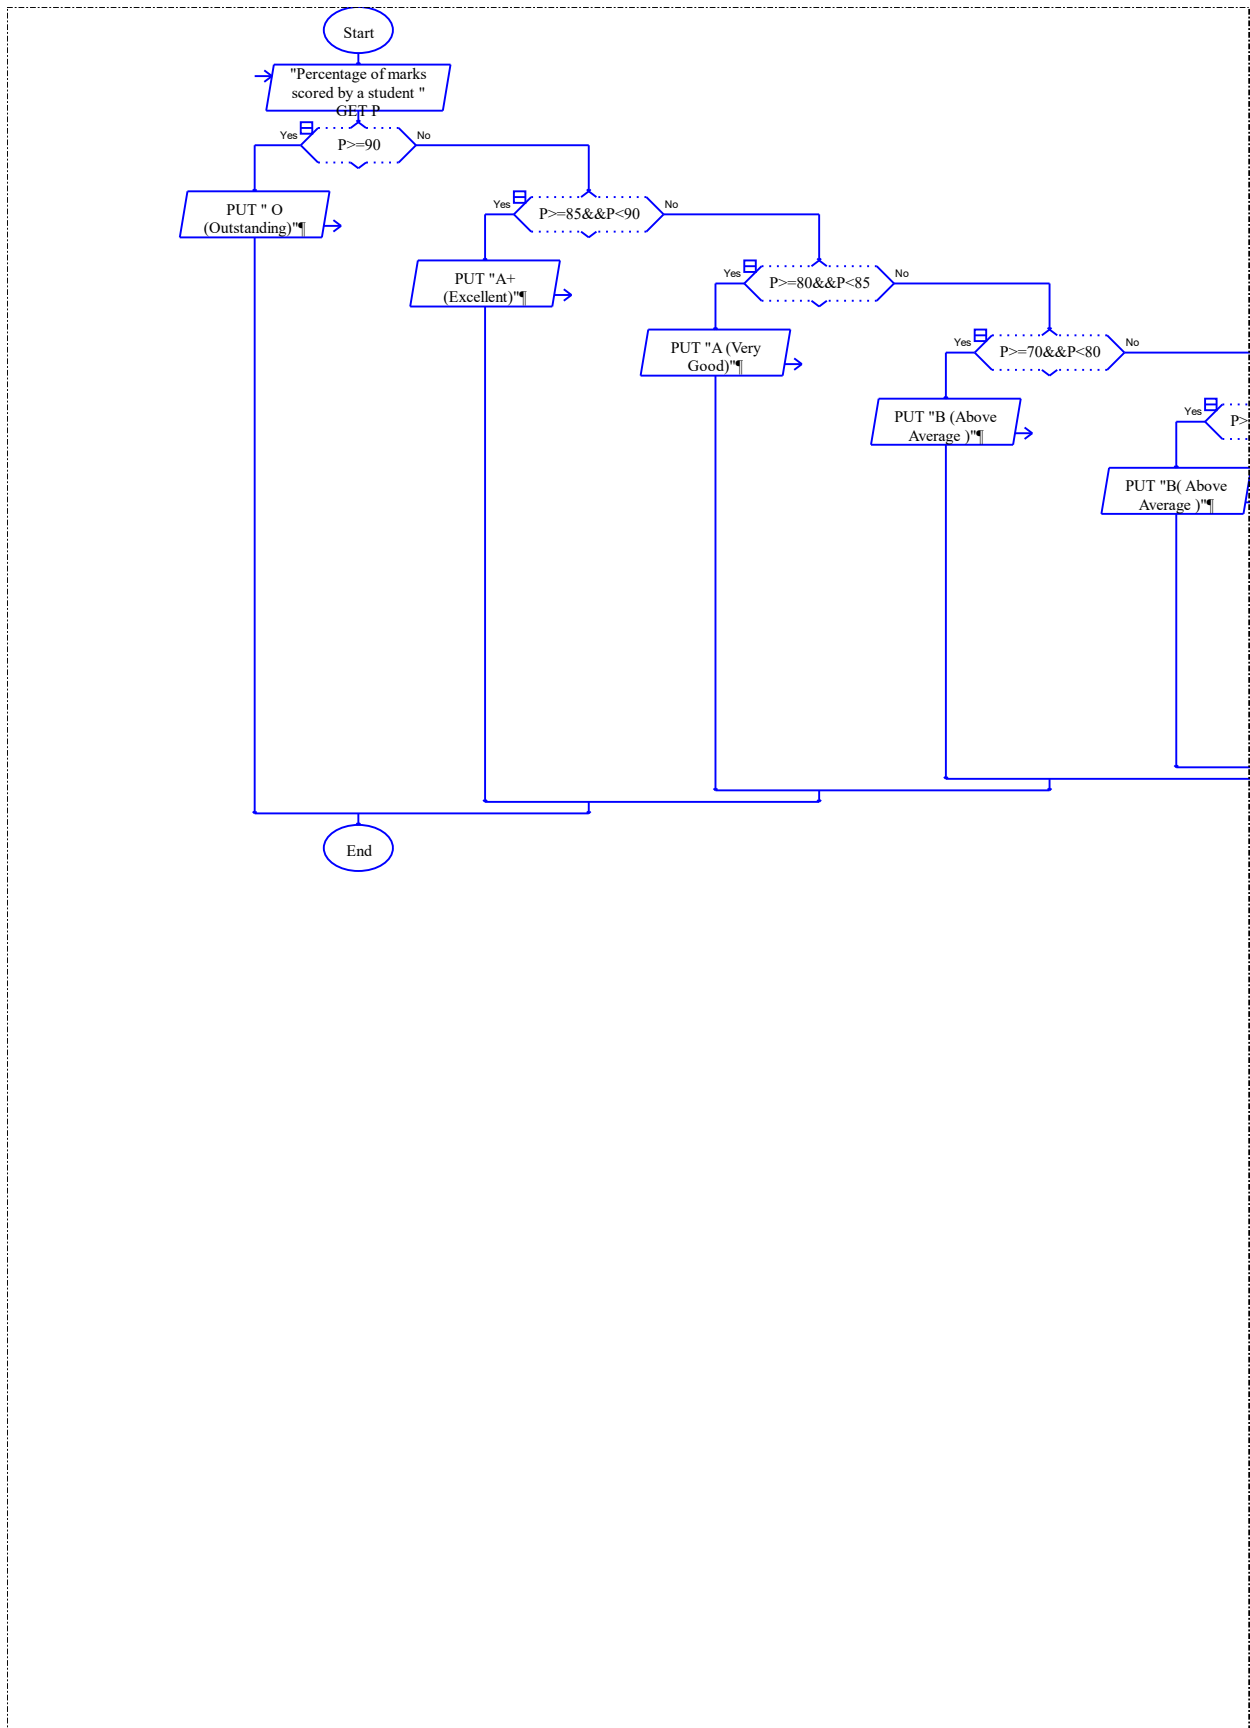 Start
"Percentage of marks
scored by a student "
GET P
Yes
P>=90
No
PUT " O
(Outstanding)"¶
Yes
P>=85&&P<90
No
PUT "A+
(Excellent)"¶
Yes
P>=80&&P<85
No
PUT "A (Very
Good)"¶
Yes
P>=70&&P<80
No
PUT "B (Above
Average )"¶
Yes
P>
PUT "B( Above
Average )"¶
End